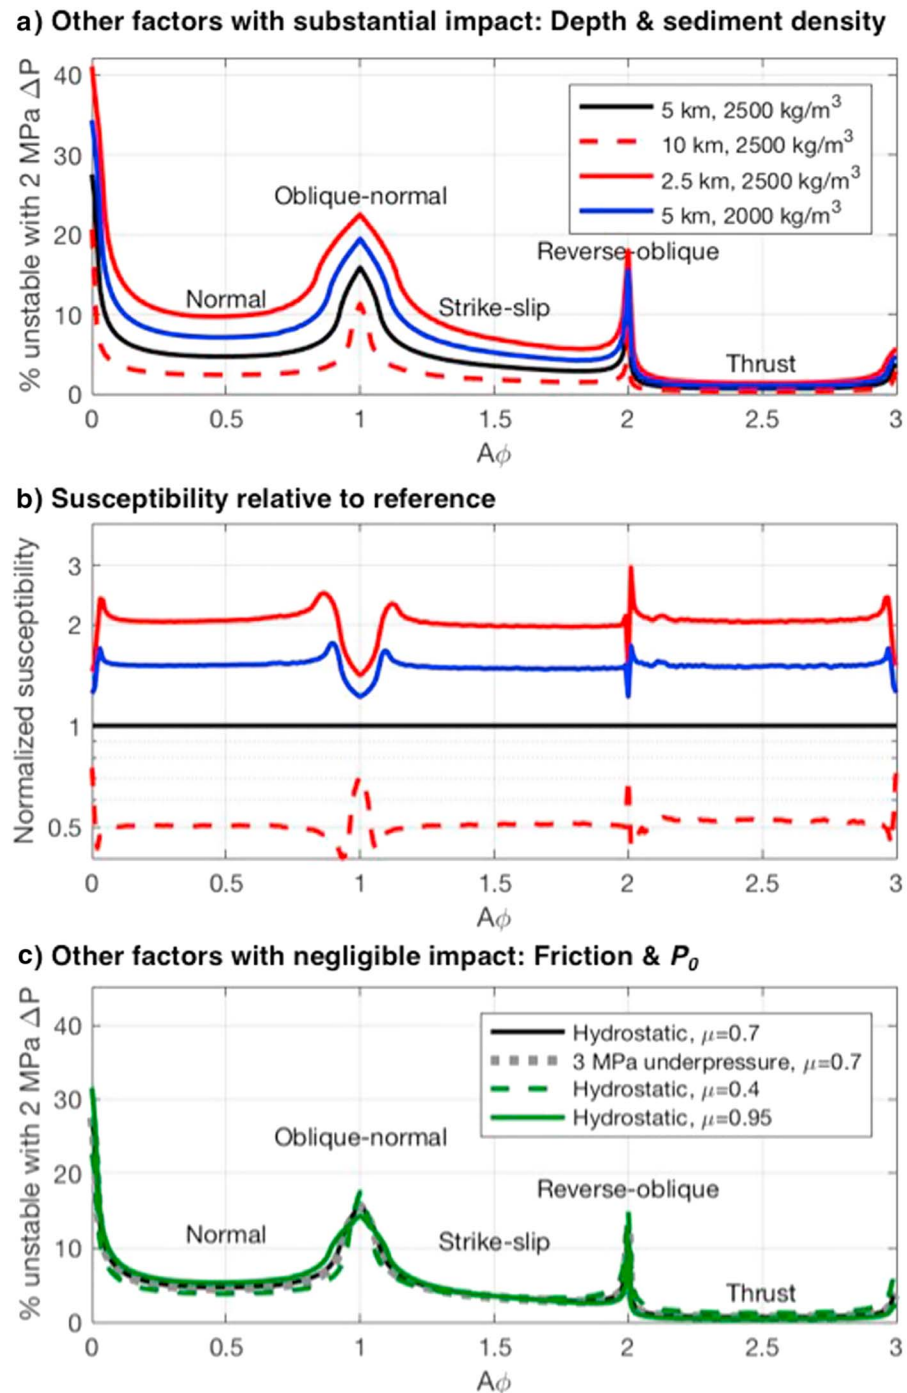 a) Other factors with substantial impact: Depth & sediment density
% unstable with 2 MPa ΔP
40
30
20
10
0
5 km, 2500 kg/m³
10 km, 2500 kg/m³
2.5 km, 2500 kg/m³
5 km, 2000 kg/m³
Oblique-normal
Reverse-oblique
Normal
Strike-slip
Thrust
0 0.5 1 1.5 2 2.5 3
Aϕ
b) Susceptibility relative to reference
Normalized susceptibility
3
2
1
0.5
0 0.5 1 1.5 2 2.5 3
Aϕ
c) Other factors with negligible impact: Friction & P₀
% unstable with 2 MPa ΔP
40
30
20
10
0
Hydrostatic, μ=0.7
3 MPa underpressure, μ=0.7
Hydrostatic, μ=0.4
Hydrostatic, μ=0.95
Oblique-normal
Reverse-oblique
Normal
Strike-slip
Thrust
0 0.5 1 1.5 2 2.5 3
Aϕ